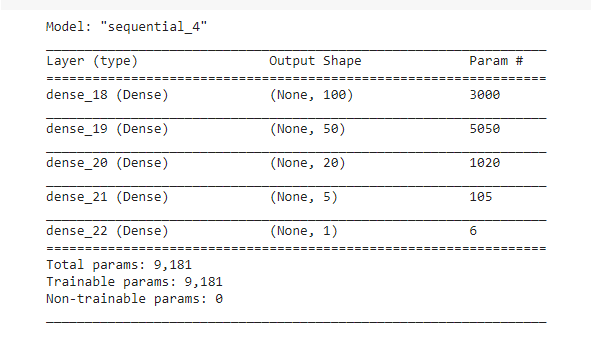 Model: "sequential_4"
Layer (type) Output Shape Param #
dense_18 (Dense) (None, 100) 3000
dense_19 (Dense) (None, 50) 5050
dense_20 (Dense) (None, 20) 1020
dense_21 (Dense) (None, 5) 105
dense_22 (Dense) (None, 1) 6
Total params: 9,181
Trainable params: 9,181
Non-trainable params: 0